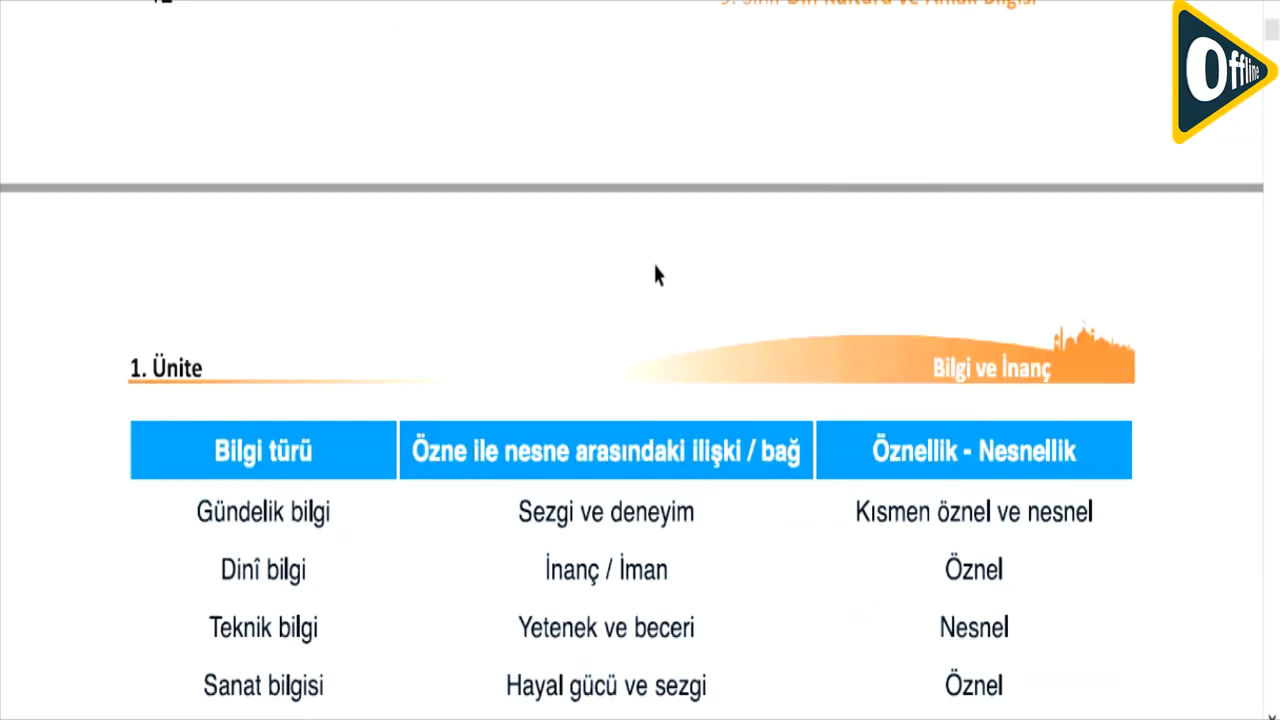 Offline
1. Ünite
Bilgi ve İnanç
Bilgi türü Özne ile nesne arasındaki ilişki / bağ Öznellik - Nesnellik
Gündelik bilgi Sezgi ve deneyim Kısmen öznel ve nesnel
Dinî bilgi İnanç / İman Öznel
Teknik bilgi Yetenek ve beceri Nesnel
Sanat bilgisi Hayal gücü ve sezgi Öznel